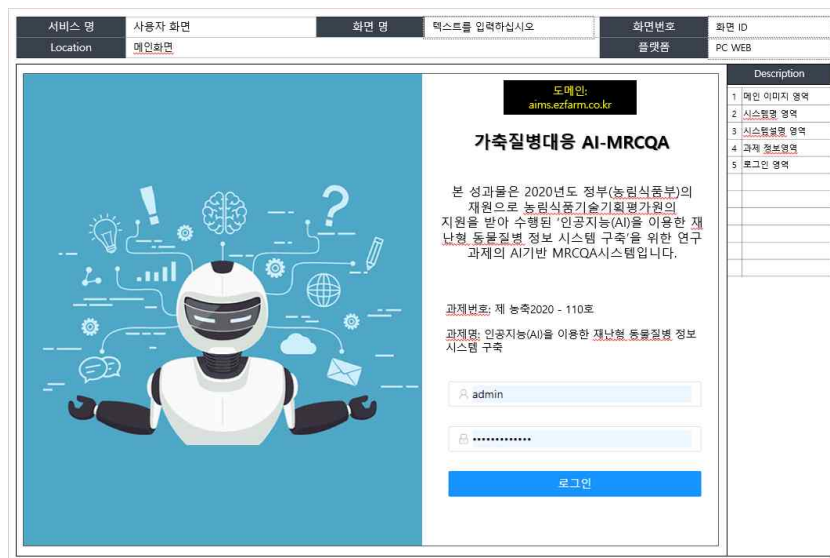 서비스 명 사용자 화면 화면 명 텍스트를 입력하십시오 화면번호 화면 ID
Location 메인화면 플랫폼 PC WEB
도메인:
aims.ezfarm.co.kr
가축질병대응 AI-MRCQA
본 성과물은 2020년도 정부(농림식품부)의
재원으로 농림식품기술기획평가원의
지원을 받아 수행된 '인공지능(AI)을 이용한 재
난형 동물질병 정보 시스템 구축'을 위한 연구
과제의 AI기반 MRCQA시스템입니다.
과제번호: 제 농축2020 - 110호
과제명: 인공지능(AI)을 이용한 재난형 동물질병 정보
시스템 구축
admin
•••••••••••••
로그인
Description
1 메인 이미지 영역
2 시스템명 영역
3 시스템설명 영역
4 과제 정보영역
5 로그인 영역